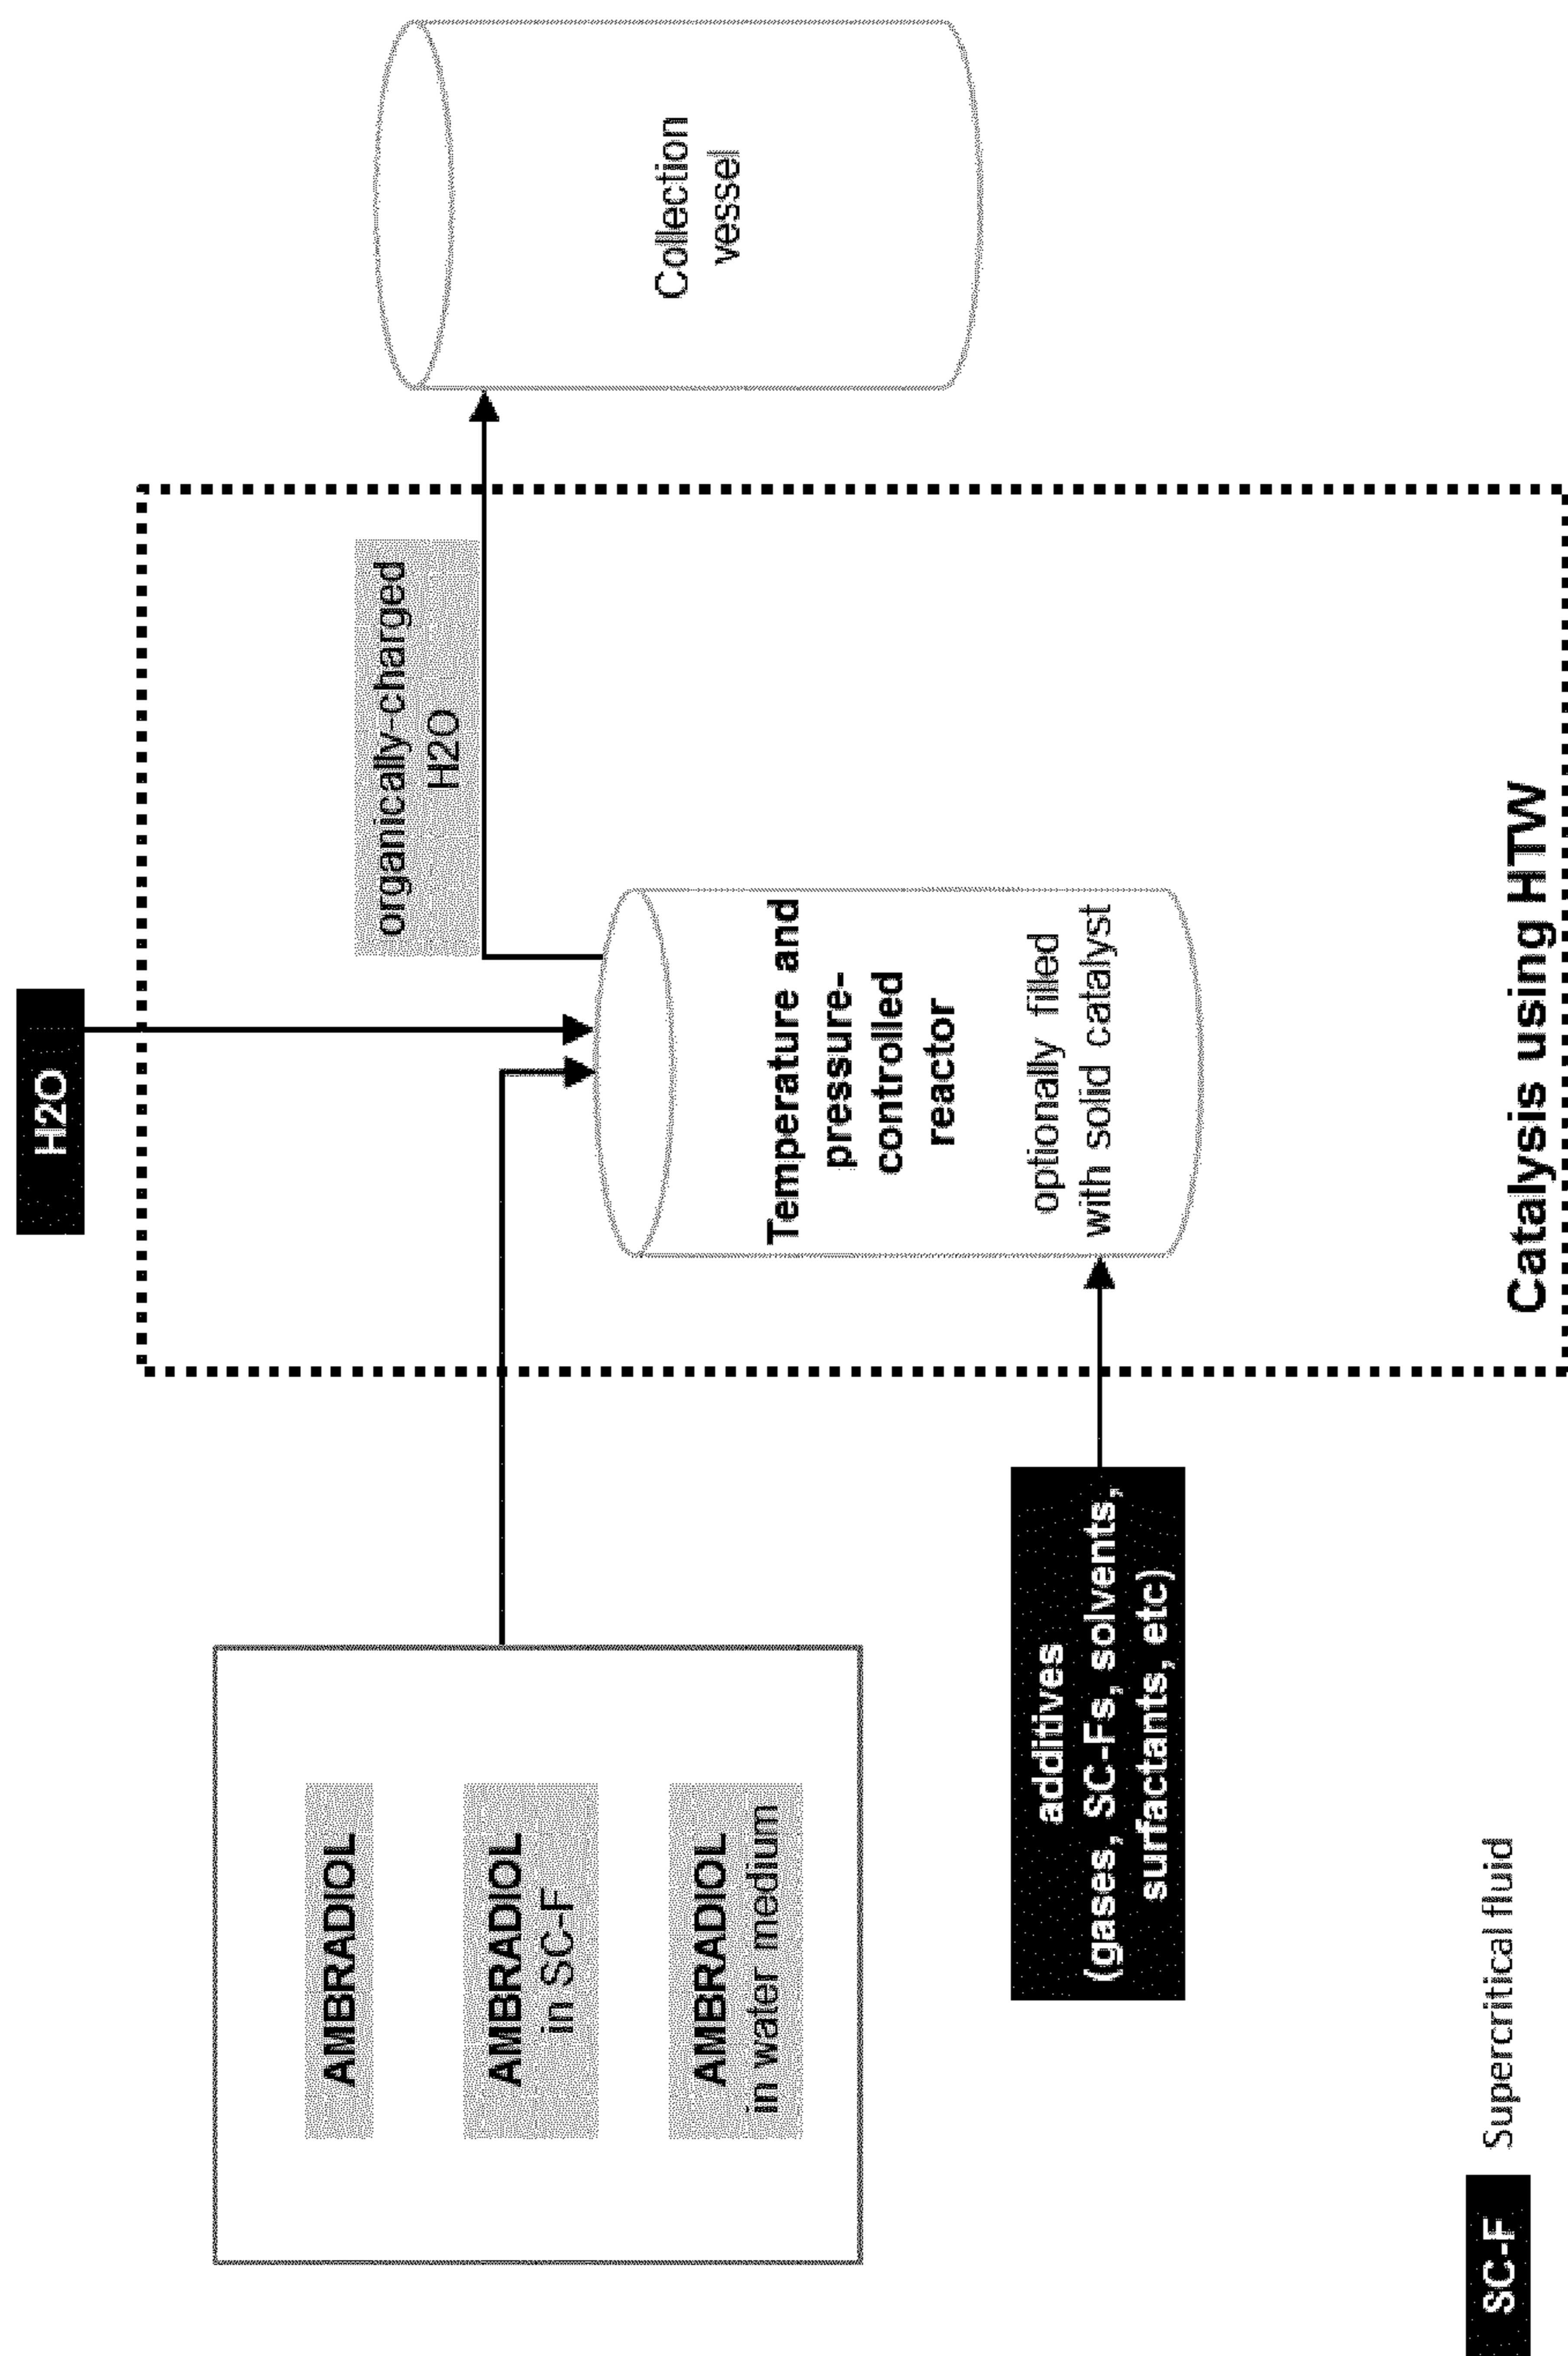 H2O
AMBRADIOL
AMBRADIOL
in SC-F
AMBRADIOL
in water medium
organically-charged
H2O
Temperature and
pressure-
controlled
reactor
optionally filled
with solid catalyst
Collection
vessel
additives
(gases, SC-Fs, solvents,
surfactants, etc)
Catalysis using HTW
SC-F Supercritical fluid